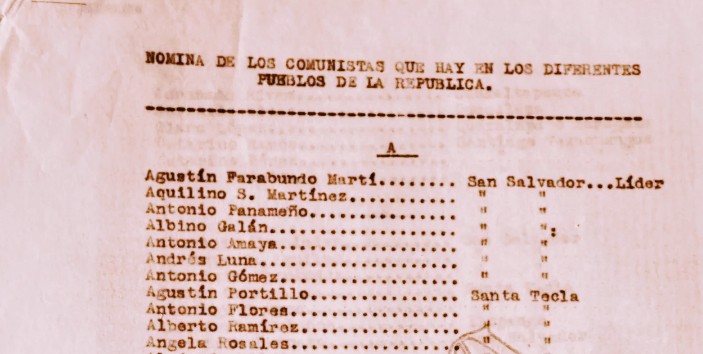 NOMINA DE LOS COMUNISTAS QUE HAY EN LOS DIFERENTES
PUEBLOS DE LA REPUBLICA.
A
Agustín Farabundo Martí........ San Salvador...Líder
Aquilino S. Martínez........... " "
Antonio Panameño............... " "
Albino Galán................... " " :
Antonio Amaya.................. " "
Andrés Luna.................... " "
Antonio Gómez.................. " "
Agustín Portillo............... Santa Tecla
Antonio Flores................. " "
Alberto Ramírez................ " "
Angela Rosales................. " "